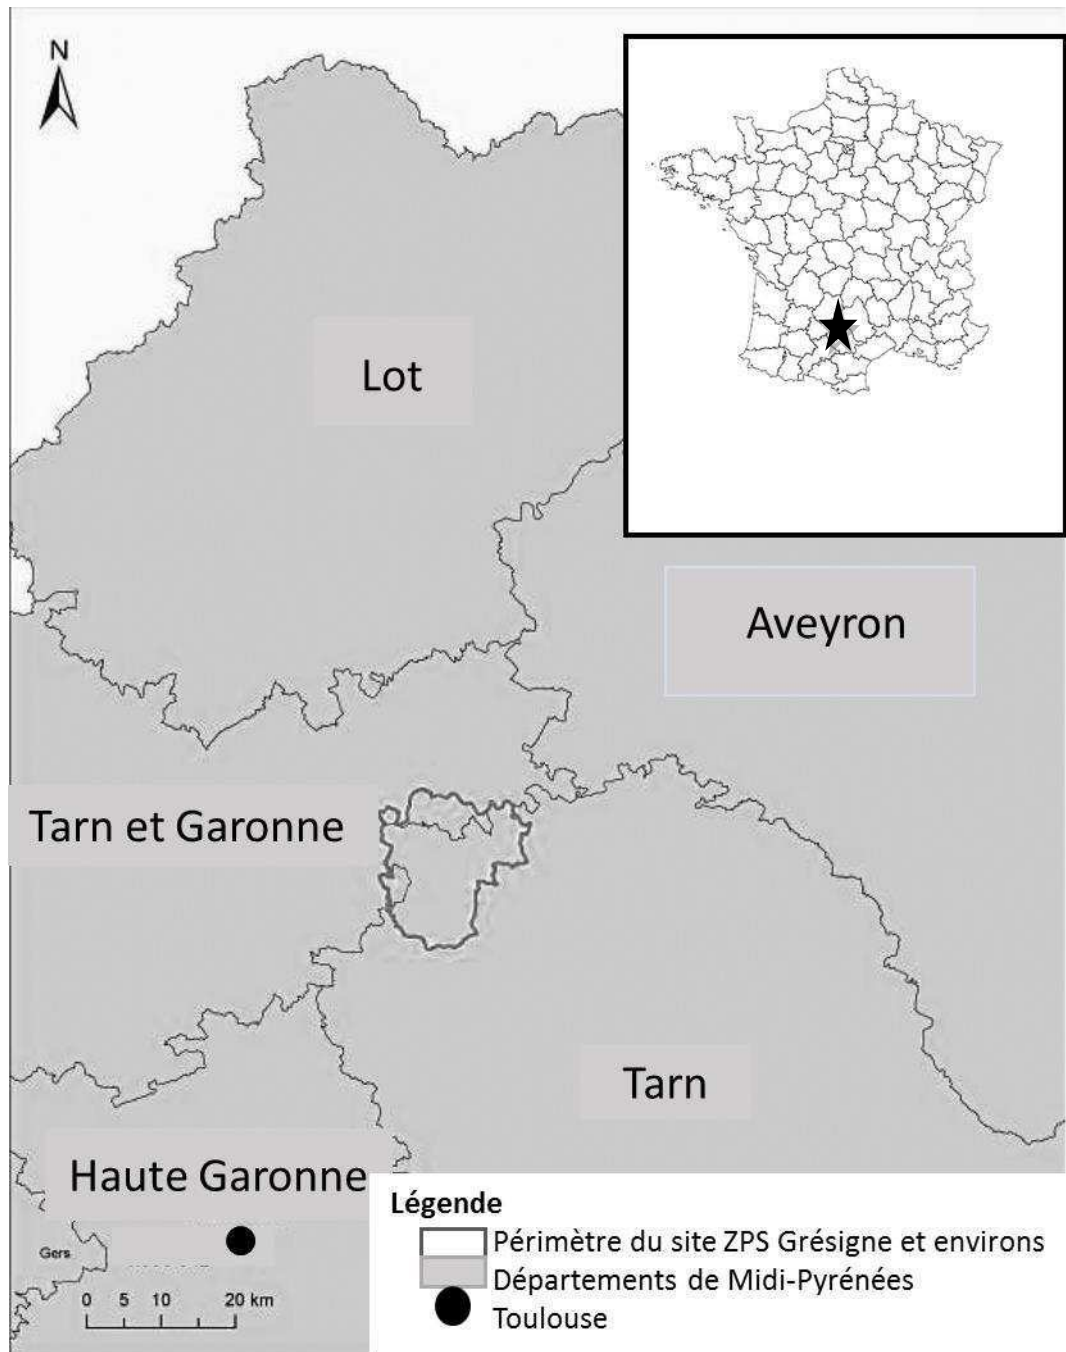 N
Lot
Aveyron
Tarn et Garonne
Tarn
Haute Garonne
Gers
0 5 10 20 km
Légende
Périmètre du site ZPS Grésigne et environs
Départements de Midi-Pyrénées
Toulouse